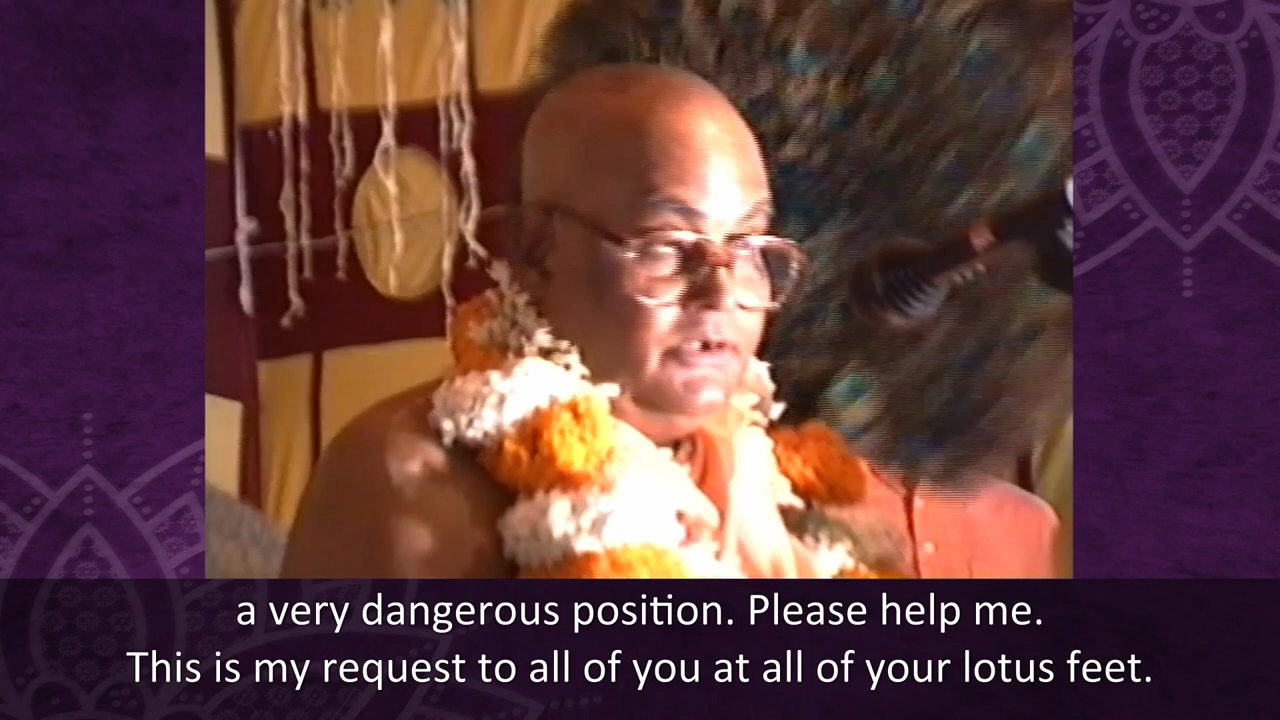 a very dangerous position. Please help me.
This is my request to all of you at all of your lotus feet.